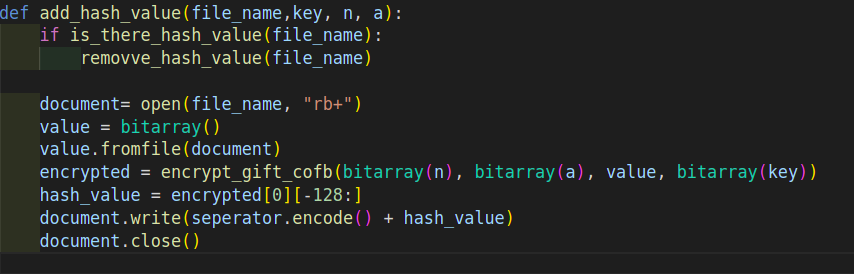 def add_hash_value(file_name,key, n, a):
    if is_there_hash_value(file_name):
        removve_hash_value(file_name)

    document= open(file_name, "rb+")
    value = bitarray()
    value.fromfile(document)
    encrypted = encrypt_gift_cofb(bitarray(n), bitarray(a), value, bitarray(key))
    hash_value = encrypted[0][-128:]
    document.write(seperator.encode() + hash_value)
    document.close()